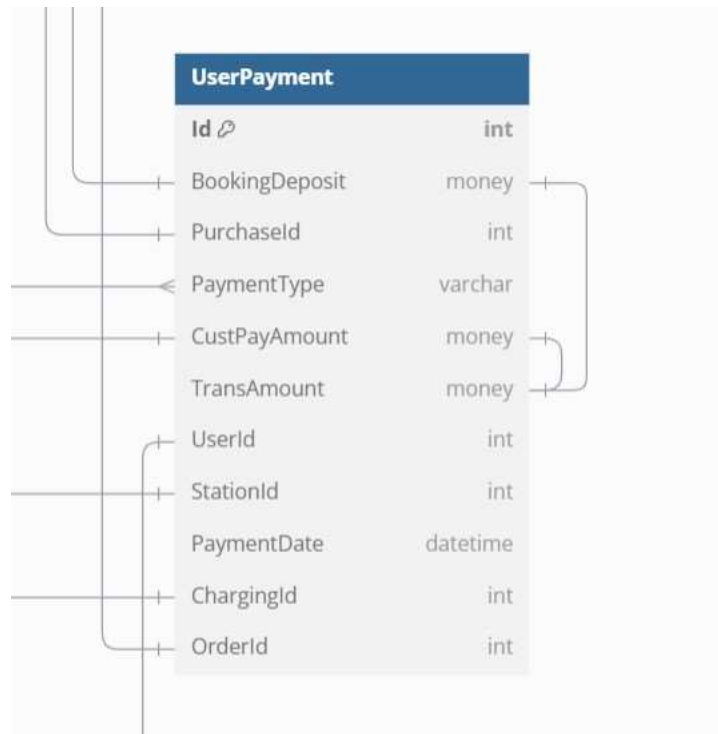 UserPayment
Id int
BookingDeposit money
PurchaseId int
PaymentType varchar
CustPayAmount money
TransAmount money
UserId int
StationId int
PaymentDate datetime
ChargingId int
OrderId int